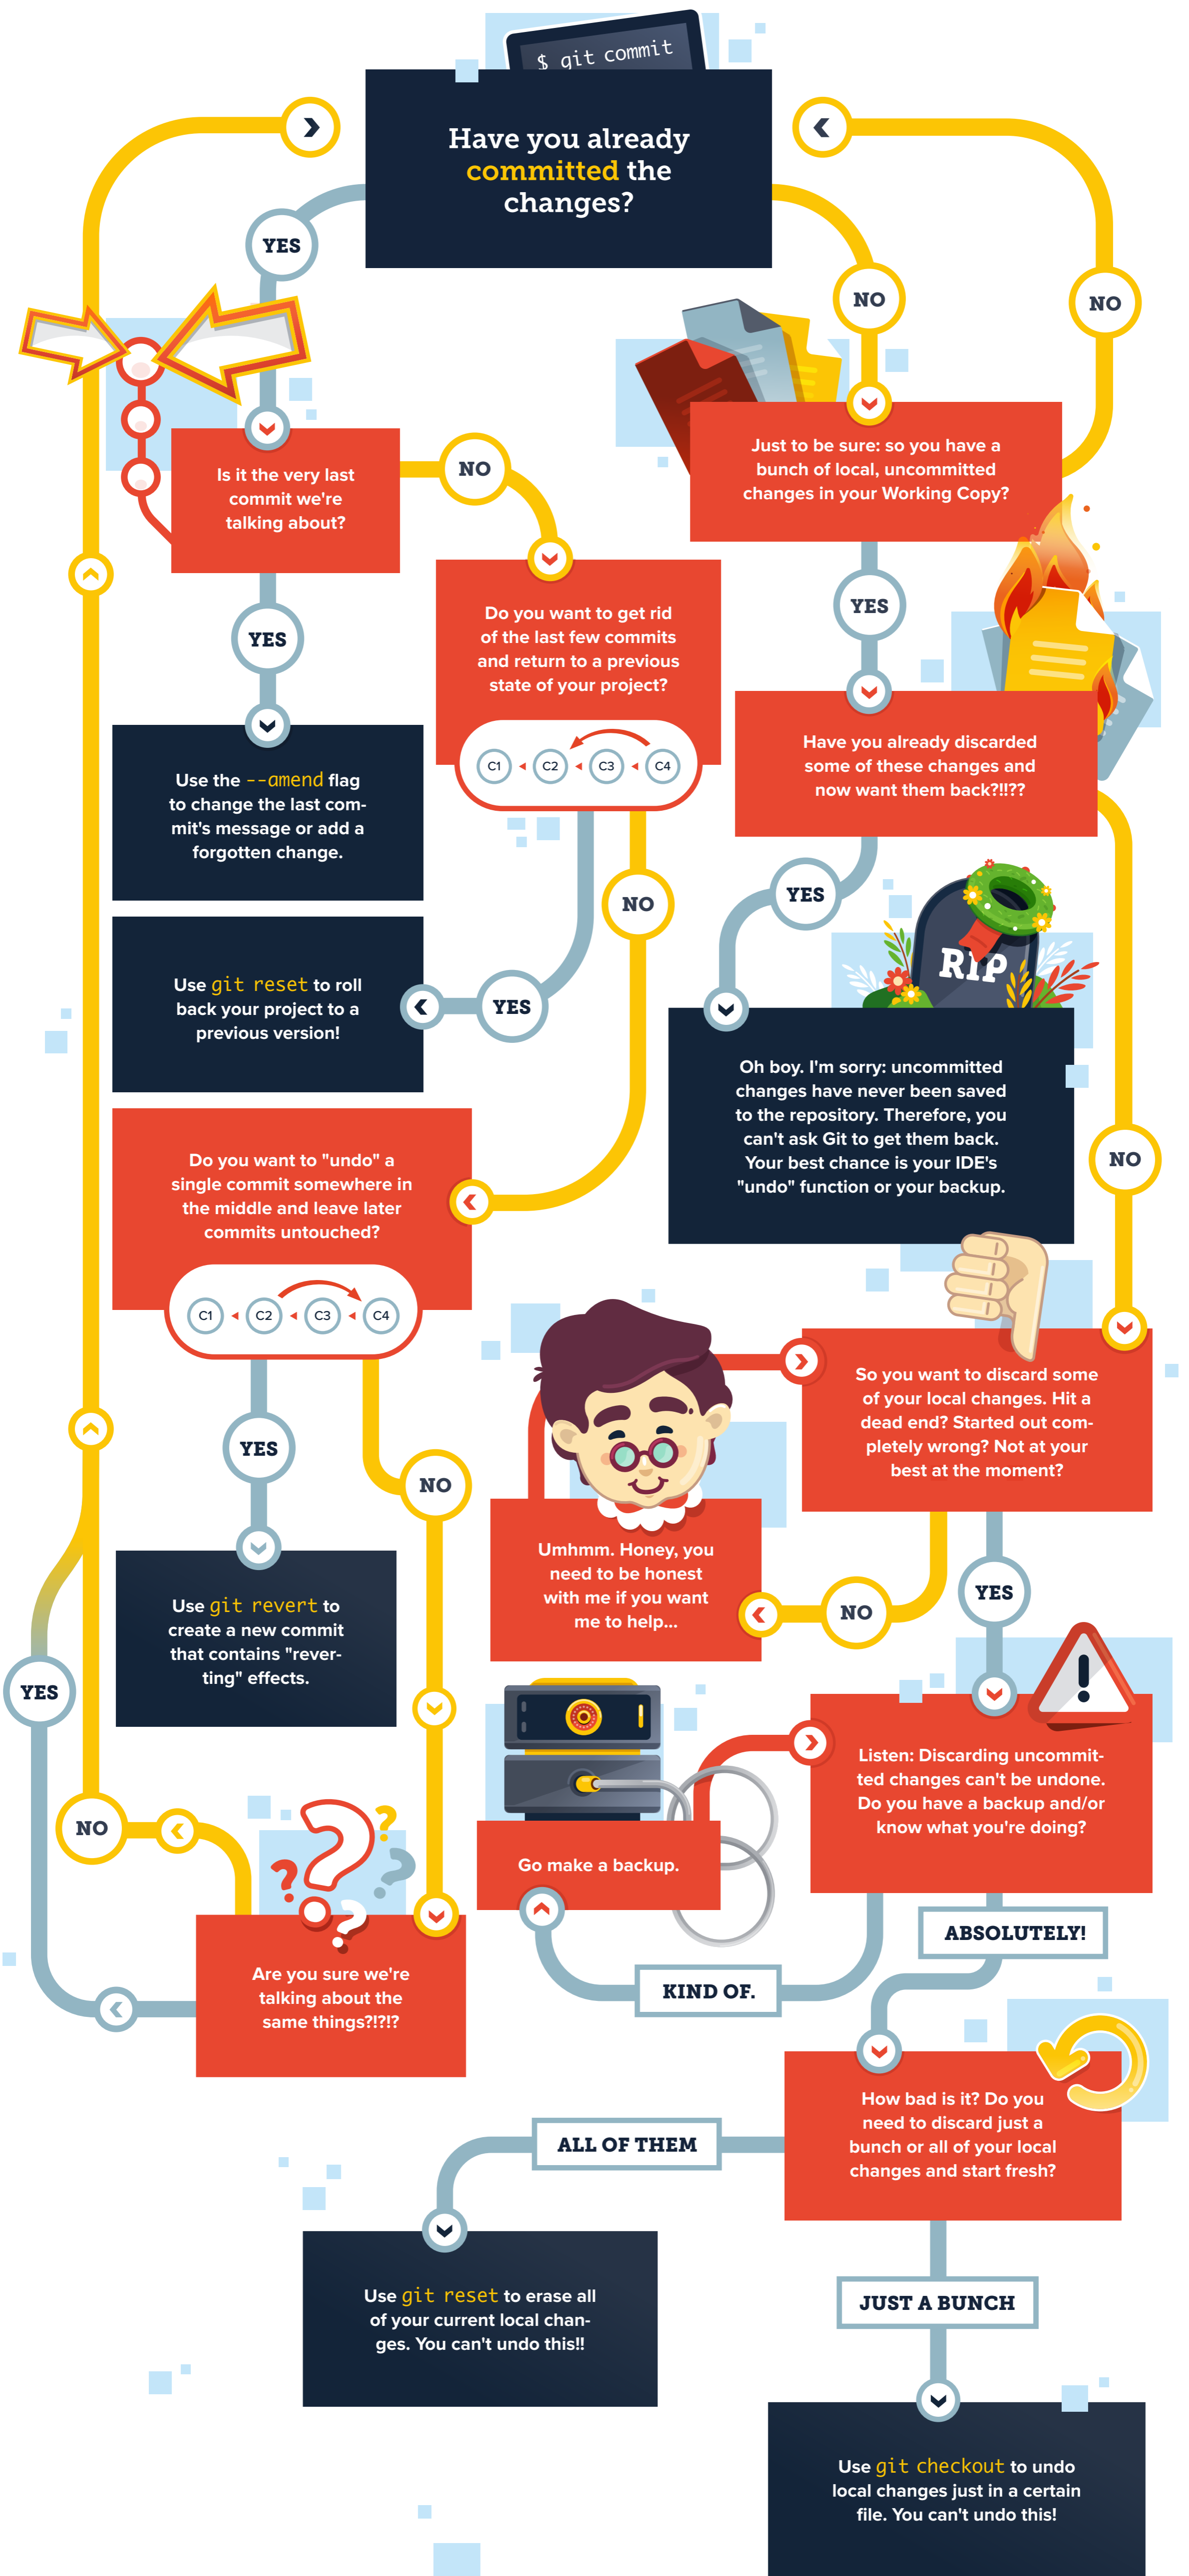 $ git commit
Have you already
committed the
changes?
YES
NO
NO
Just to be sure: so you have a
bunch of local, uncommitted
changes in your Working Copy?
Is it the very last
commit we're
talking about?
NO
YES
YES
Do you want to get rid
of the last few commits
and return to a previous
state of your project?
C1
C2
C3
C4
Have you already discarded
some of these changes and
now want them back?!!??
Use the --amend flag
to change the last com-
mit's message or add a
forgotten change.
NO
YES
RIP
Use git reset to roll
back your project to a
previous version!
YES
Oh boy. I'm sorry: uncommitted
changes have never been saved
to the repository. Therefore, you
can't ask Git to get them back.
Your best chance is your IDE's
"undo" function or your backup.
NO
Do you want to "undo" a
single commit somewhere in
the middle and leave later
commits untouched?
C1
C2
C3
C4
So you want to discard some
of your local changes. Hit a
dead end? Started out com-
pletely wrong? Not at your
best at the moment?
YES
NO
Umhmm. Honey, you
need to be honest
with me if you want
me to help...
NO
YES
Use git revert to
create a new commit
that contains "rever-
ting" effects.
YES
Listen: Discarding uncommit-
ted changes can't be undone.
Do you have a backup and/or
know what you're doing?
NO
Go make a backup.
ABSOLUTELY!
KIND OF.
Are you sure we're
talking about the
same things?!?!?
How bad is it? Do you
need to discard just a
bunch or all of your local
changes and start fresh?
ALL OF THEM
JUST A BUNCH
Use git reset to erase all
of your current local chan-
ges. You can't undo this!!
Use git checkout to undo
local changes just in a certain
file. You can't undo this!